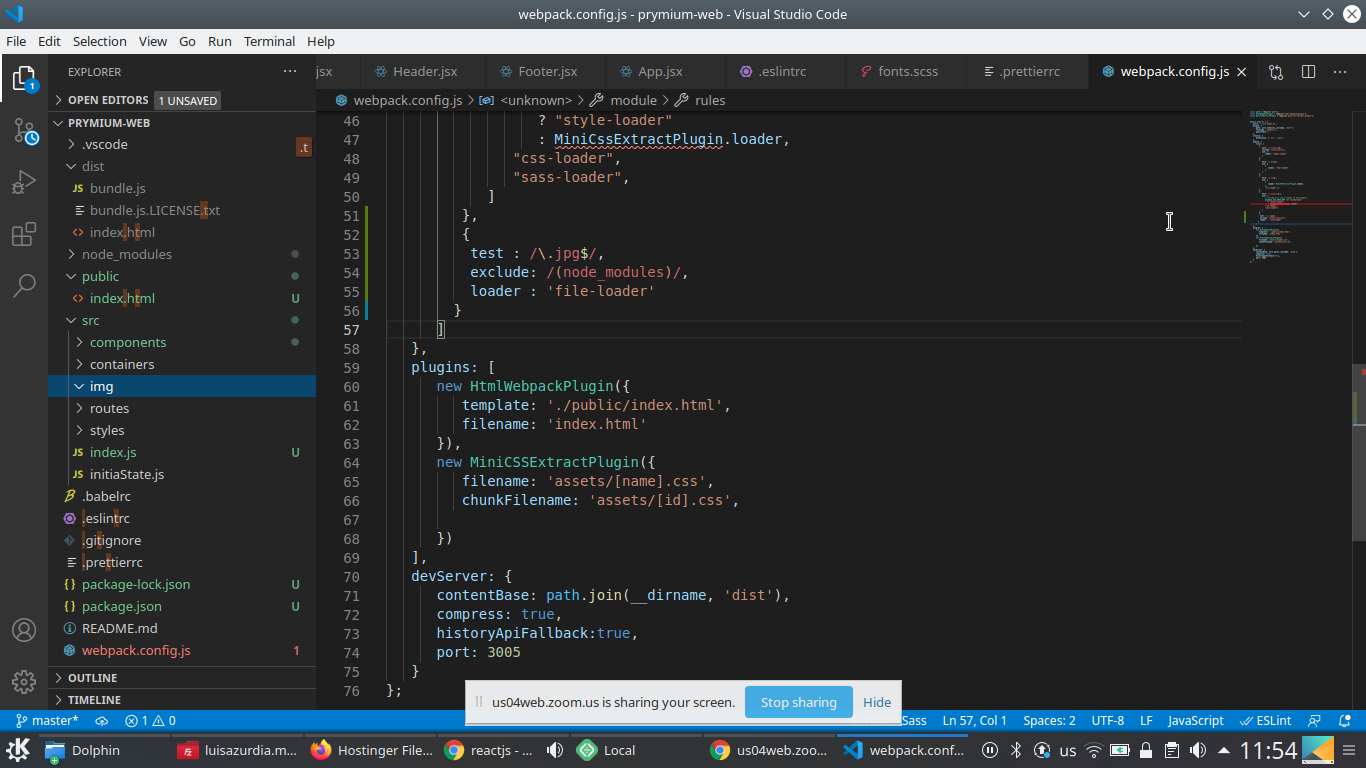 webpack.config.js - prymium-web - Visual Studio Code
File Edit Selection View Go Run Terminal Help
EXPLORER ···
jsx Header.jsx Footer.jsx App.jsx .eslintrc fonts.scss .prettierrc webpack.config.js
1
OPEN EDITORS 1 UNSAVED
webpack.config.js > <unknown> > module > rules
PRYMIUM-WEB
.vscode
.t
dist
bundle.js
bundle.js.LICENSE.txt
index.html
node_modules
public
index.html U
src
components
containers
img
routes
styles
index.js U
initiaState.js
.babelrc
.eslintrc
.gitignore
.prettierrc
package-lock.json U
package.json U
README.md
webpack.config.js 1
OUTLINE
TIMELINE
46 ? "style-loader"
47 : MiniCssExtractPlugin.loader,
48 "css-loader",
49 "sass-loader",
50 ]
51 },
52 {
53 test : /\.jpg$/,
54 exclude: /(node_modules)/,
55 loader : 'file-loader'
56 }
57 ]
58 },
59 plugins: [
60 new HtmlWebpackPlugin({
61 template: './public/index.html',
62 filename: 'index.html'
63 }),
64 new MiniCSSExtractPlugin({
65 filename: 'assets/[name].css',
66 chunkFilename: 'assets/[id].css',
67
68 })
69 ],
70 devServer: {
71 contentBase: path.join(__dirname, 'dist'),
72 compress: true,
73 historyApiFallback:true,
74 port: 3005
75 }
76 };
us04web.zoom.us is sharing your screen. Stop sharing Hide
master* 1 0 Sass Ln 57, Col 1 Spaces: 2 UTF-8 LF JavaScript ESLint
Dolphin luisazurdia.m... Hostinger File... reactjs - ... Local us04web.zoo... webpack.conf... us 11:54